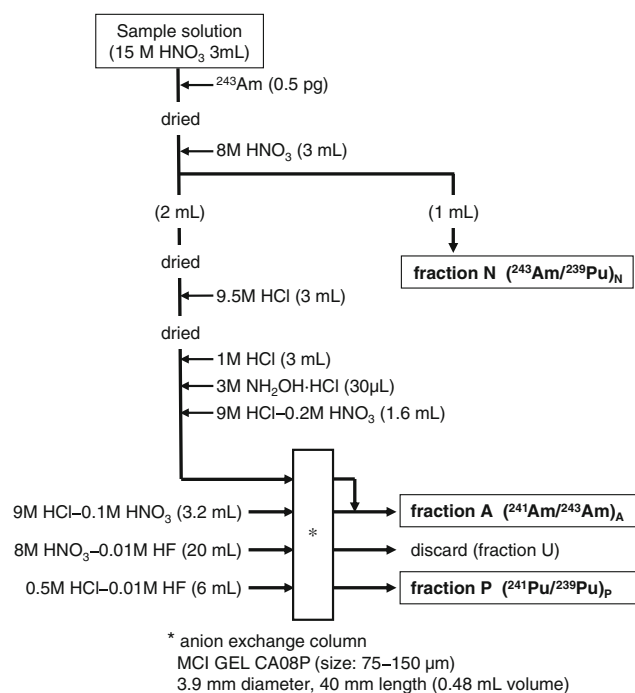 Sample solution
(15 M HNO₃ 3mL)
²⁴³Am (0.5 pg)
dried
8M HNO₃ (3 mL)
(2 mL)
(1 mL)
dried
fraction N (²⁴³Am/²³⁹Pu)N
9.5M HCl (3 mL)
dried
1M HCl (3 mL)
3M NH₂OH·HCl (30µL)
9M HCl–0.2M HNO₃ (1.6 mL)
9M HCl–0.1M HNO₃ (3.2 mL)
fraction A (²⁴¹Am/²⁴³Am)A
*
8M HNO₃–0.01M HF (20 mL)
discard (fraction U)
0.5M HCl–0.01M HF (6 mL)
fraction P (²⁴¹Pu/²³⁹Pu)P
* anion exchange column
MCI GEL CA08P (size: 75–150 µm)
3.9 mm diameter, 40 mm length (0.48 mL volume)